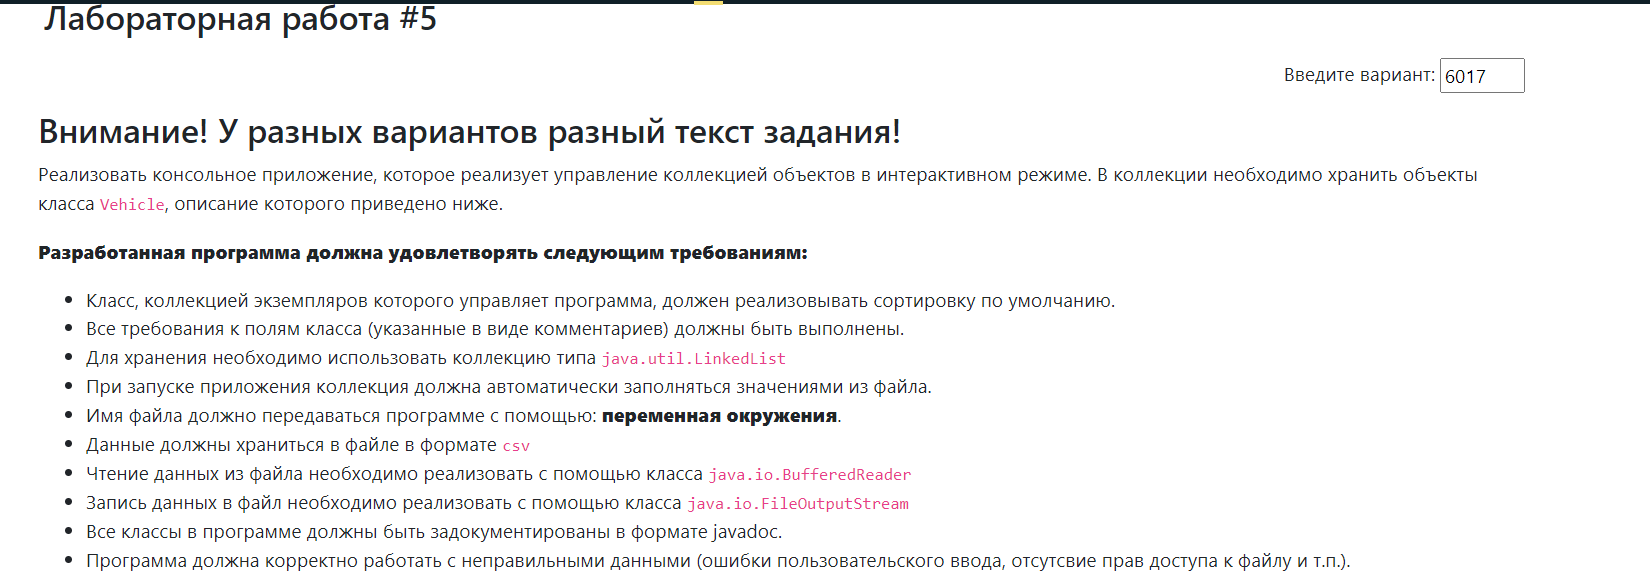 Лабораторная работа #5
Введите вариант: 6017
Внимание! У разных вариантов разный текст задания!
Реализовать консольное приложение, которое реализует управление коллекцией объектов в интерактивном режиме. В коллекции необходимо хранить объекты
класса Vehicle, описание которого приведено ниже.
Разработанная программа должна удовлетворять следующим требованиям:
• Класс, коллекцией экземпляров которого управляет программа, должен реализовывать сортировку по умолчанию.
• Все требования к полям класса (указанные в виде комментариев) должны быть выполнены.
• Для хранения необходимо использовать коллекцию типа java.util.LinkedList
• При запуске приложения коллекция должна автоматически заполняться значениями из файла.
• Имя файла должно передаваться программе с помощью: переменная окружения.
• Данные должны храниться в файле в формате csv
• Чтение данных из файла необходимо реализовать с помощью класса java.io.BufferedReader
• Запись данных в файл необходимо реализовать с помощью класса java.io.FileOutputStream
• Все классы в программе должны быть задокументированы в формате javadoc.
• Программа должна корректно работать с неправильными данными (ошибки пользовательского ввода, отсутсвие прав доступа к файлу и т.п.).